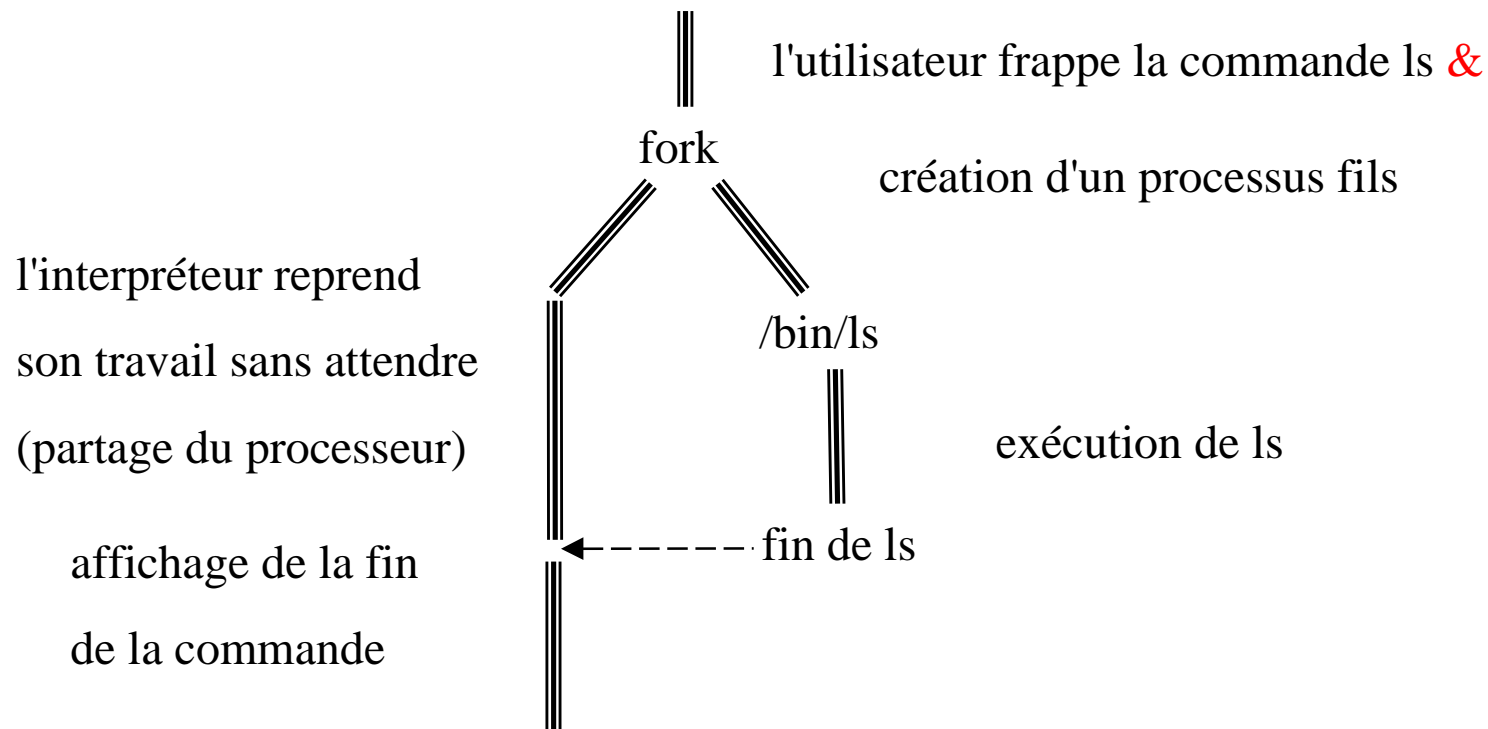 l'utilisateur frappe la commande ls &
fork
création d'un processus fils
l'interpréteur reprend
son travail sans attendre
(partage du processeur)
/bin/ls
exécution de ls
fin de ls
affichage de la fin
de la commande